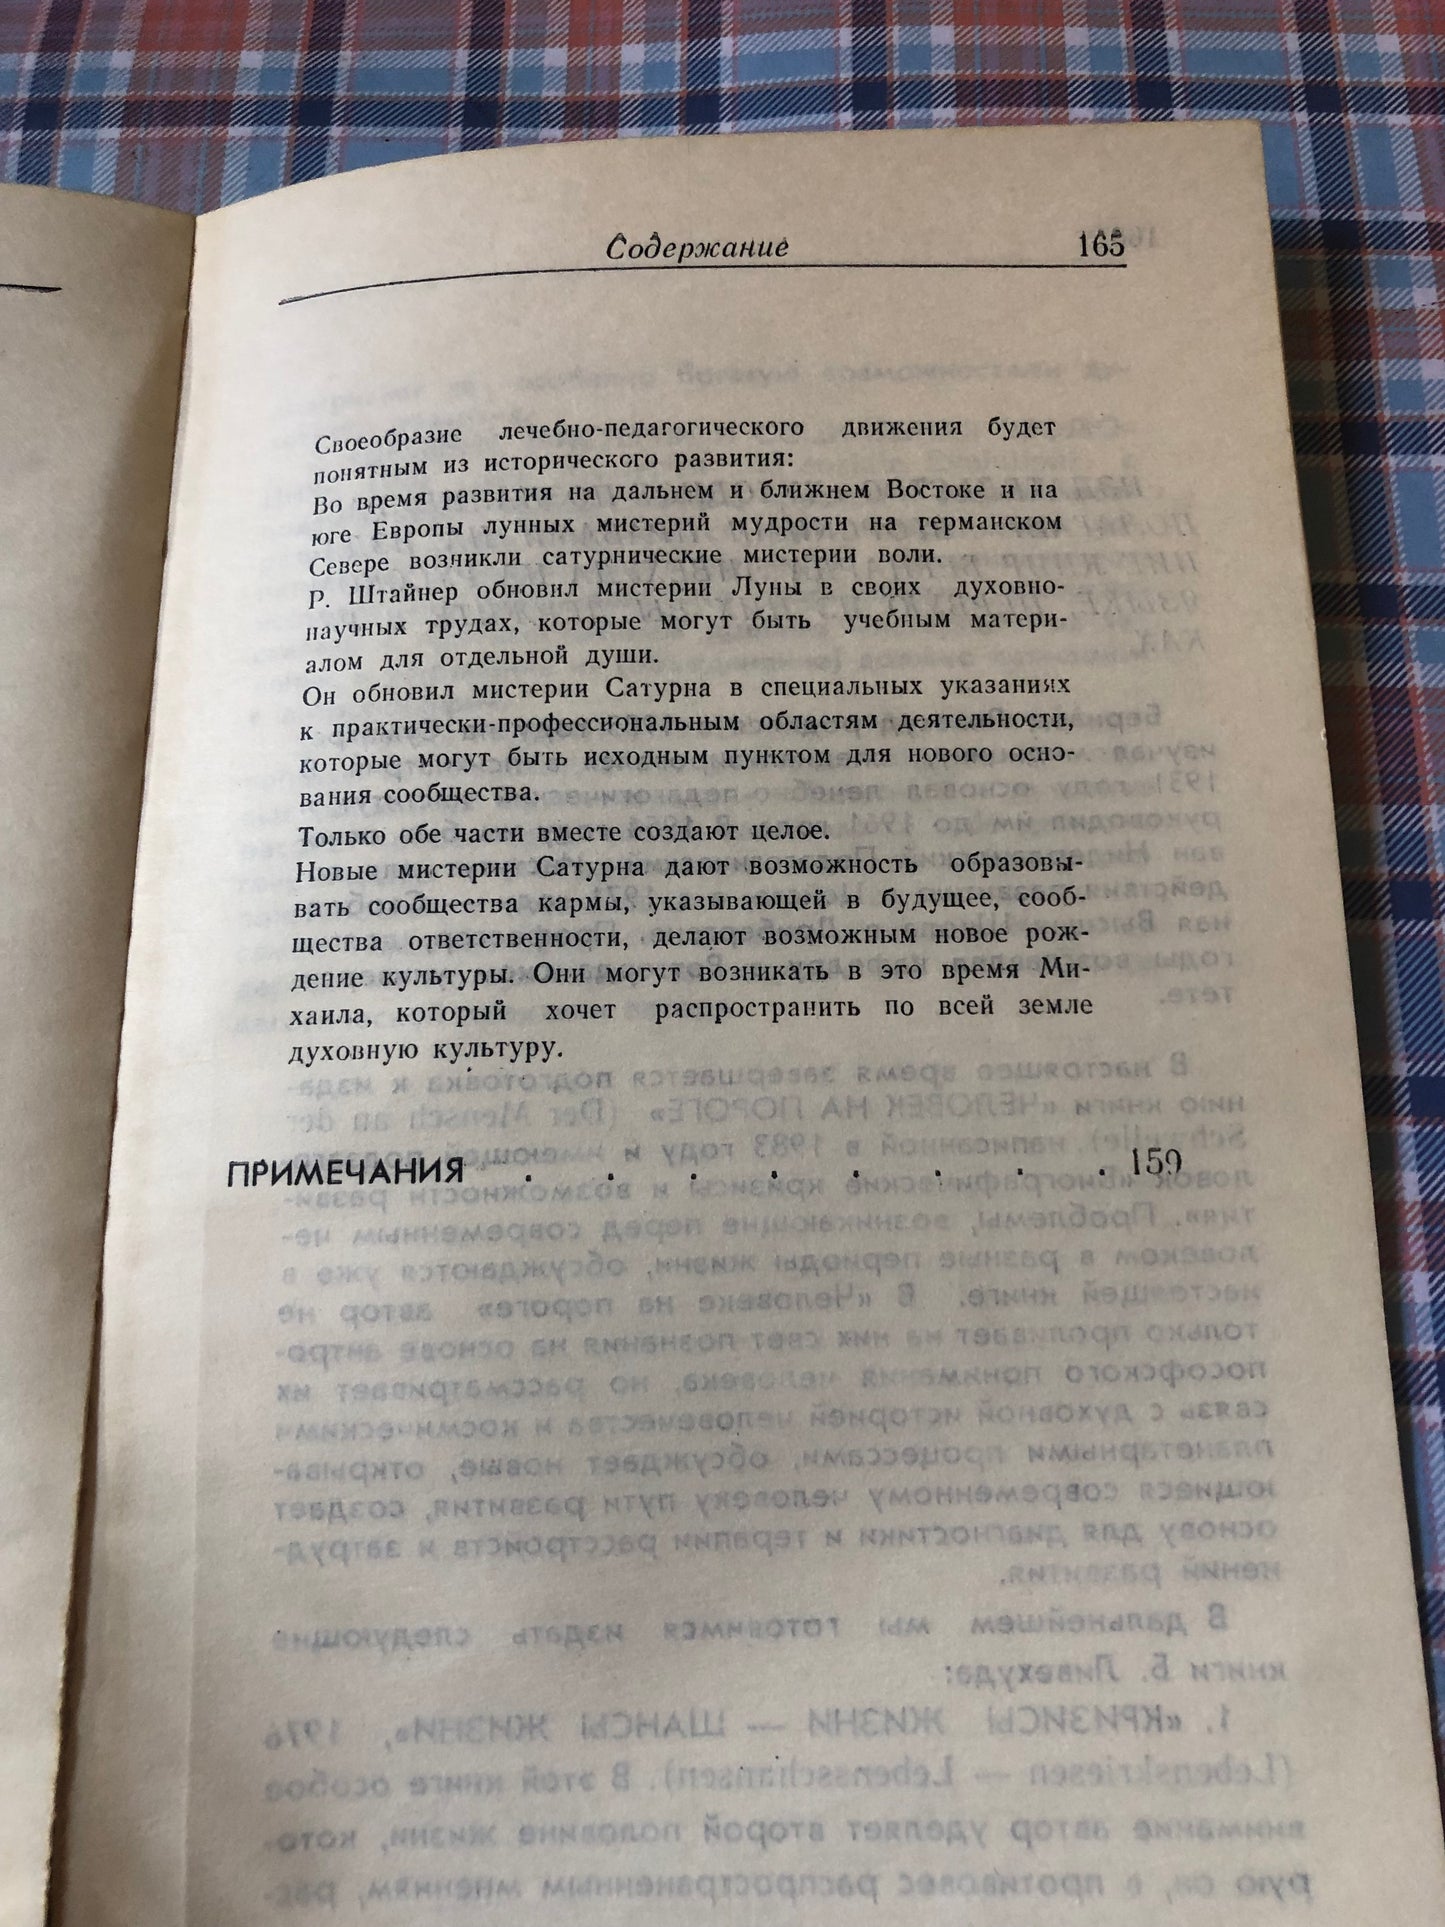 Содержание 165
Своеобразие лечебно-педагогического движения будет
понятным из исторического развития:
Во время развития на дальнем и ближнем Востоке и на
юге Европы лунных мистерий мудрости на германском
Севере возникли сатурнические мистерии воли.
Р. Штайнер обновил мистерии Луны в своих духовно-
научных трудах, которые могут быть учебным матери-
алом для отдельной души.
Он обновил мистерии Сатурна в специальных указаниях
к практически-профессиональным областям деятельности,
которые могут быть исходным пунктом для нового осно-
вания сообщества.
Только обе части вместе создают целое.
Новые мистерии Сатурна дают возможность образовы-
вать сообщества кармы, указывающей в будущее, сооб-
щества ответственности, делают возможным новое рож-
дение культуры. Они могут возникать в это время Ми-
хаила, который хочет распространить по всей земле
духовную культуру.
ПРИМЕЧАНИЯ . . . . . . . . 159